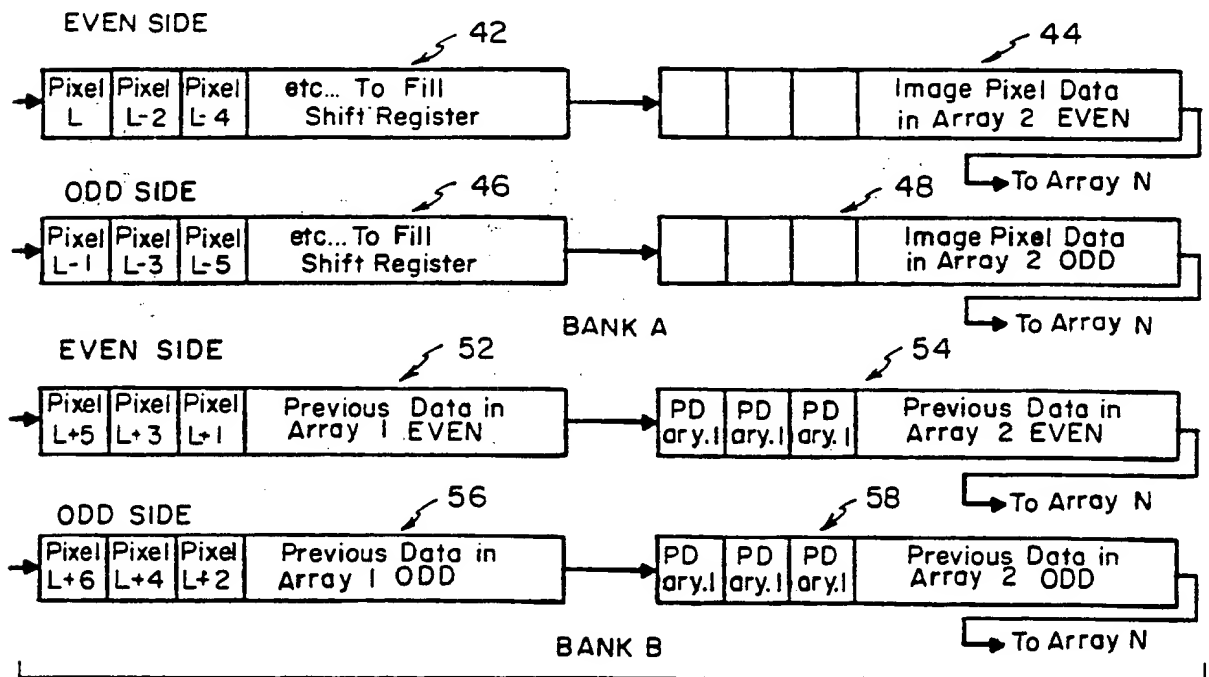 EVEN SIDE
42
44
Pixel L
Pixel L-2
Pixel L-4
etc... To Fill
Shift Register
Image Pixel Data
in Array 2 EVEN
To Array N
ODD SIDE
46
48
Pixel L-1
Pixel L-3
Pixel L-5
etc... To Fill
Shift Register
Image Pixel Data
in Array 2 ODD
To Array N
BANK A
EVEN SIDE
52
54
Pixel L+5
Pixel L+3
Pixel L+1
Previous Data in
Array 1 EVEN
PD ary.1
PD ary.1
PD ary.1
Previous Data in
Array 2 EVEN
To Array N
ODD SIDE
56
58
Pixel L+6
Pixel L+4
Pixel L+2
Previous Data in
Array 1 ODD
PD ary.1
PD ary.1
PD ary.1
Previous Data in
Array 2 ODD
To Array N
BANK B